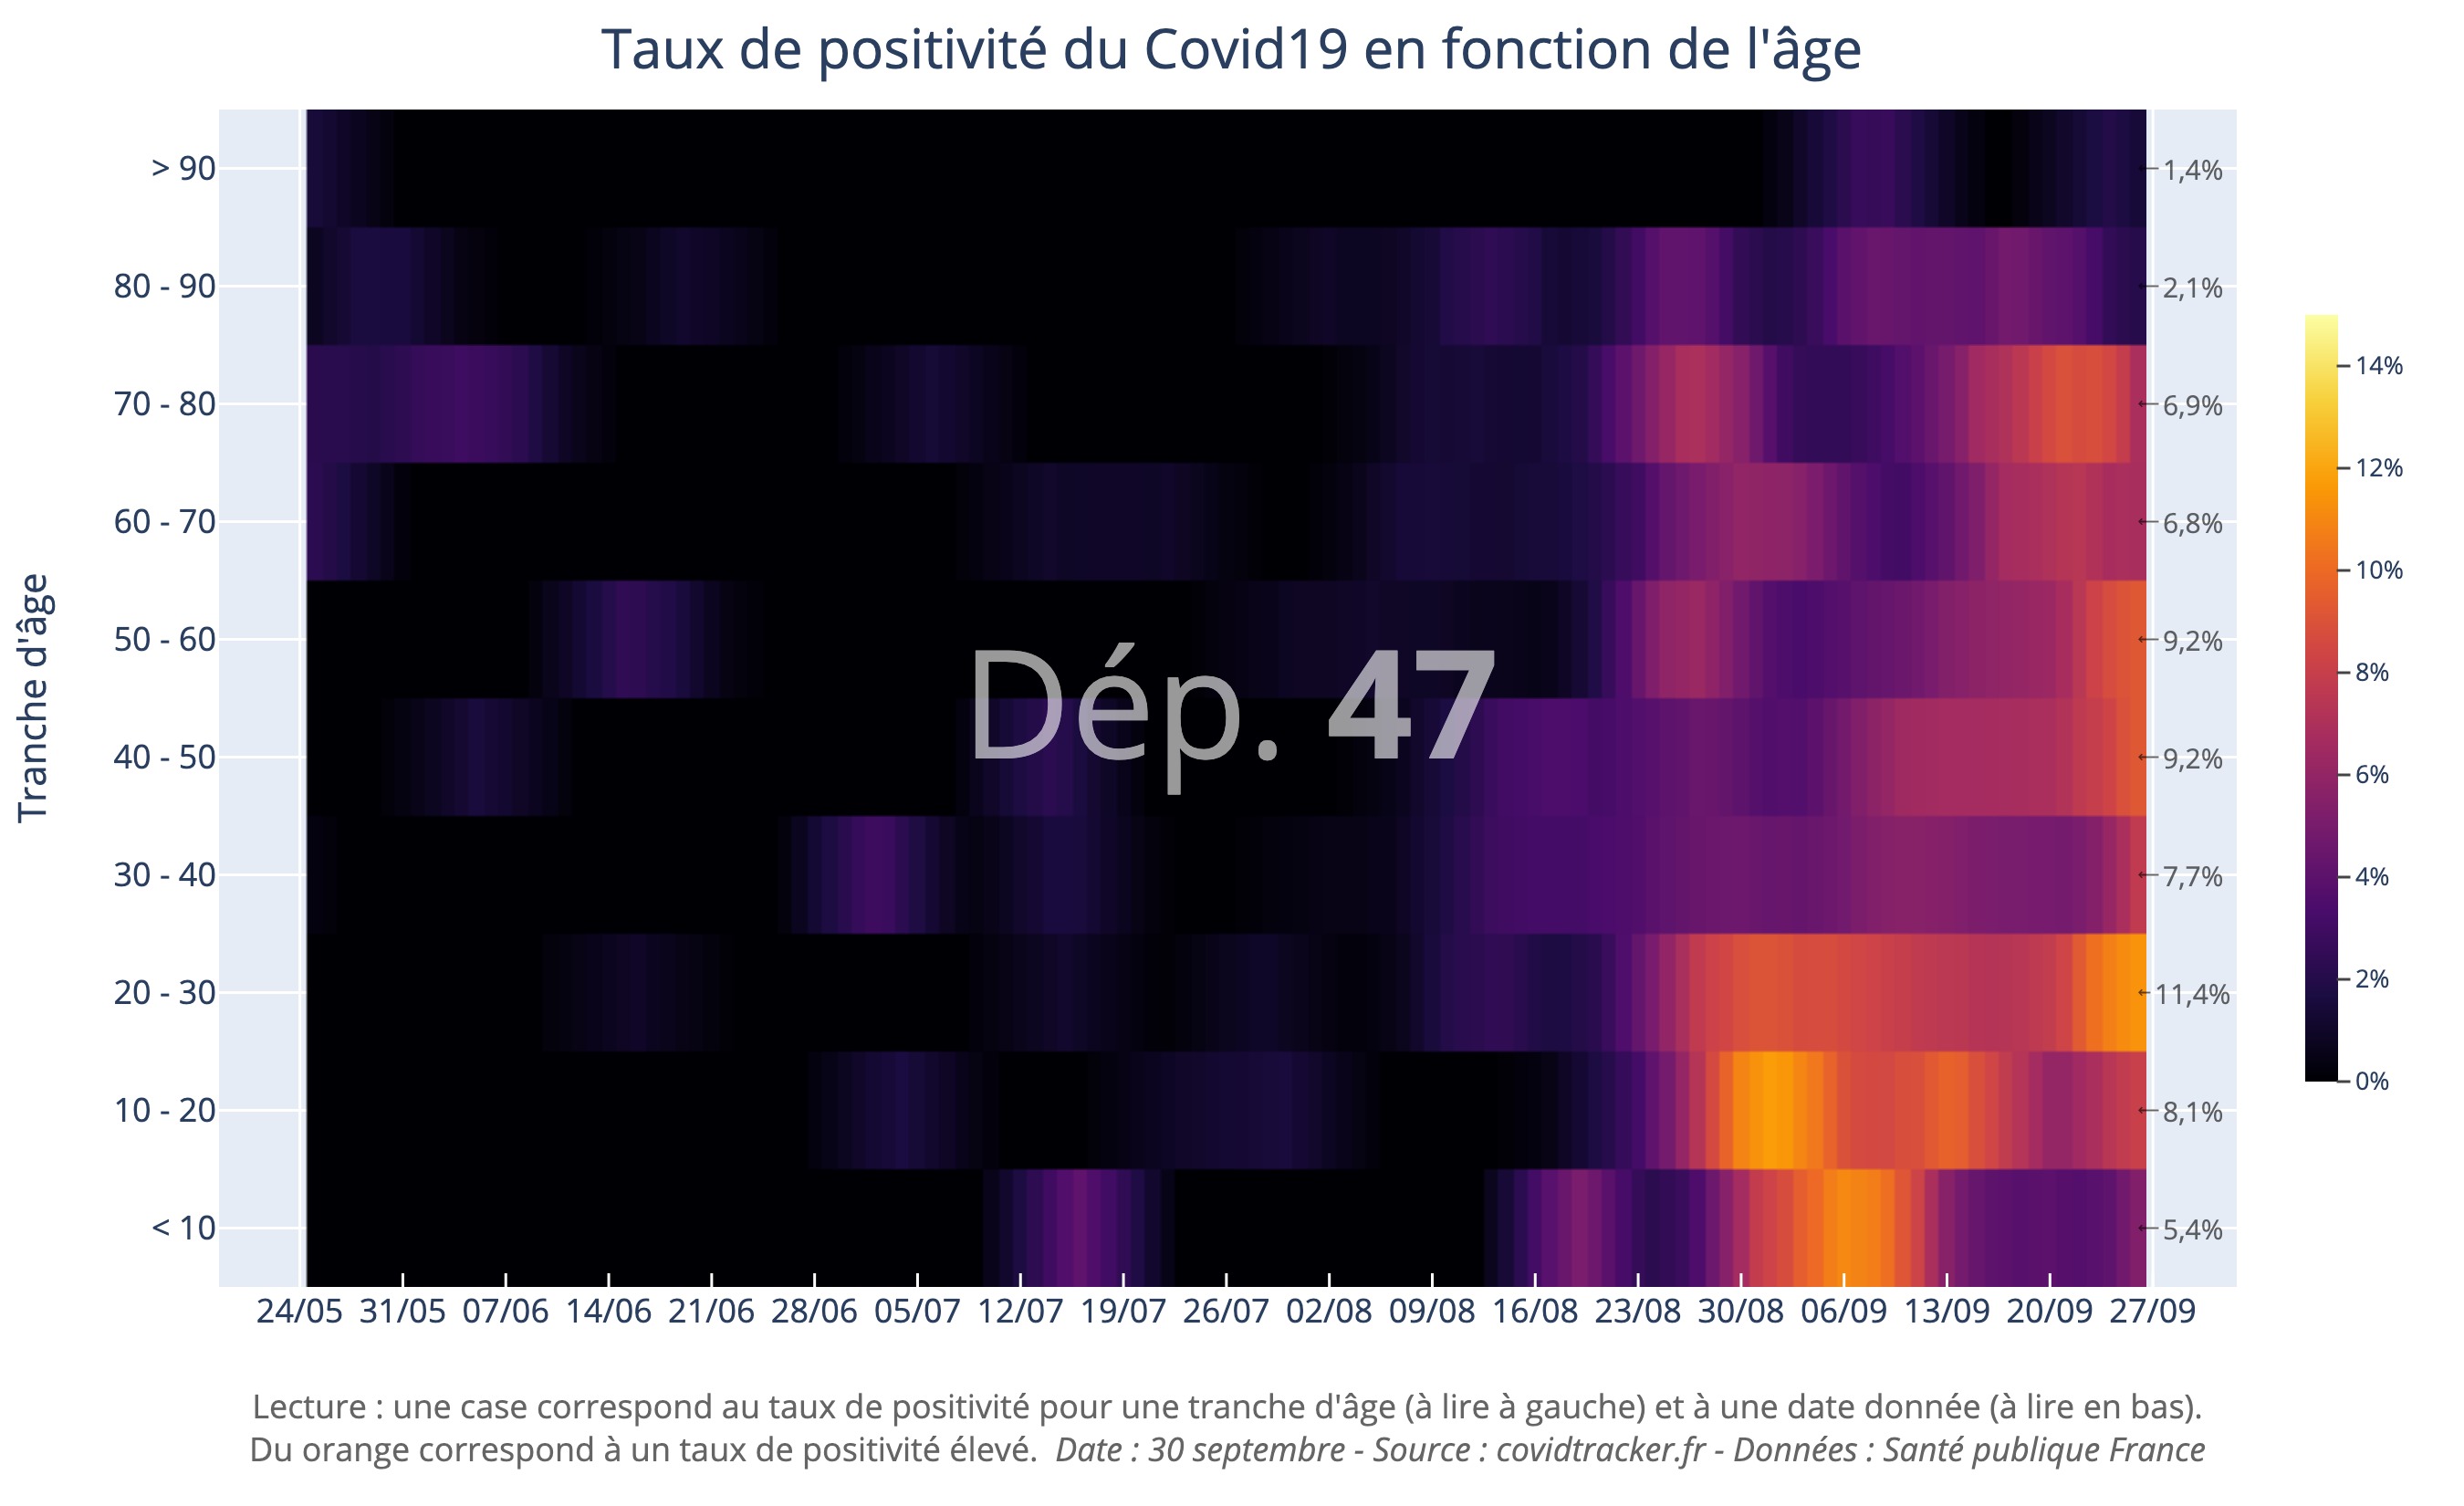 Taux de positivité du Covid19 en fonction de l'âge
Tranche d'âge
> 90
80 - 90
70 - 80
60 - 70
50 - 60
40 - 50
30 - 40
20 - 30
10 - 20
< 10
Dép. 47
1,4%
2,1%
6,9%
6,8%
9,2%
9,2%
7,7%
11,4%
8,1%
5,4%
14%
12%
10%
8%
6%
4%
2%
0%
24/05 31/05 07/06 14/06 21/06 28/06 05/07 12/07 19/07 26/07 02/08 09/08 16/08 23/08 30/08 06/09 13/09 20/09 27/09
Lecture : une case correspond au taux de positivité pour une tranche d'âge (à lire à gauche) et à une date donnée (à lire en bas).
Du orange correspond à un taux de positivité élevé. Date : 30 septembre - Source : covidtracker.fr - Données : Santé publique France